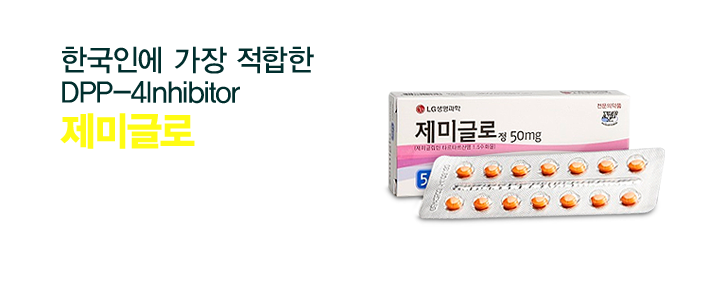 한국인에 가장 적합한
DPP-4Inhibitor
제미글로
LG생명과학
전문의약품
제미글로정 50mg